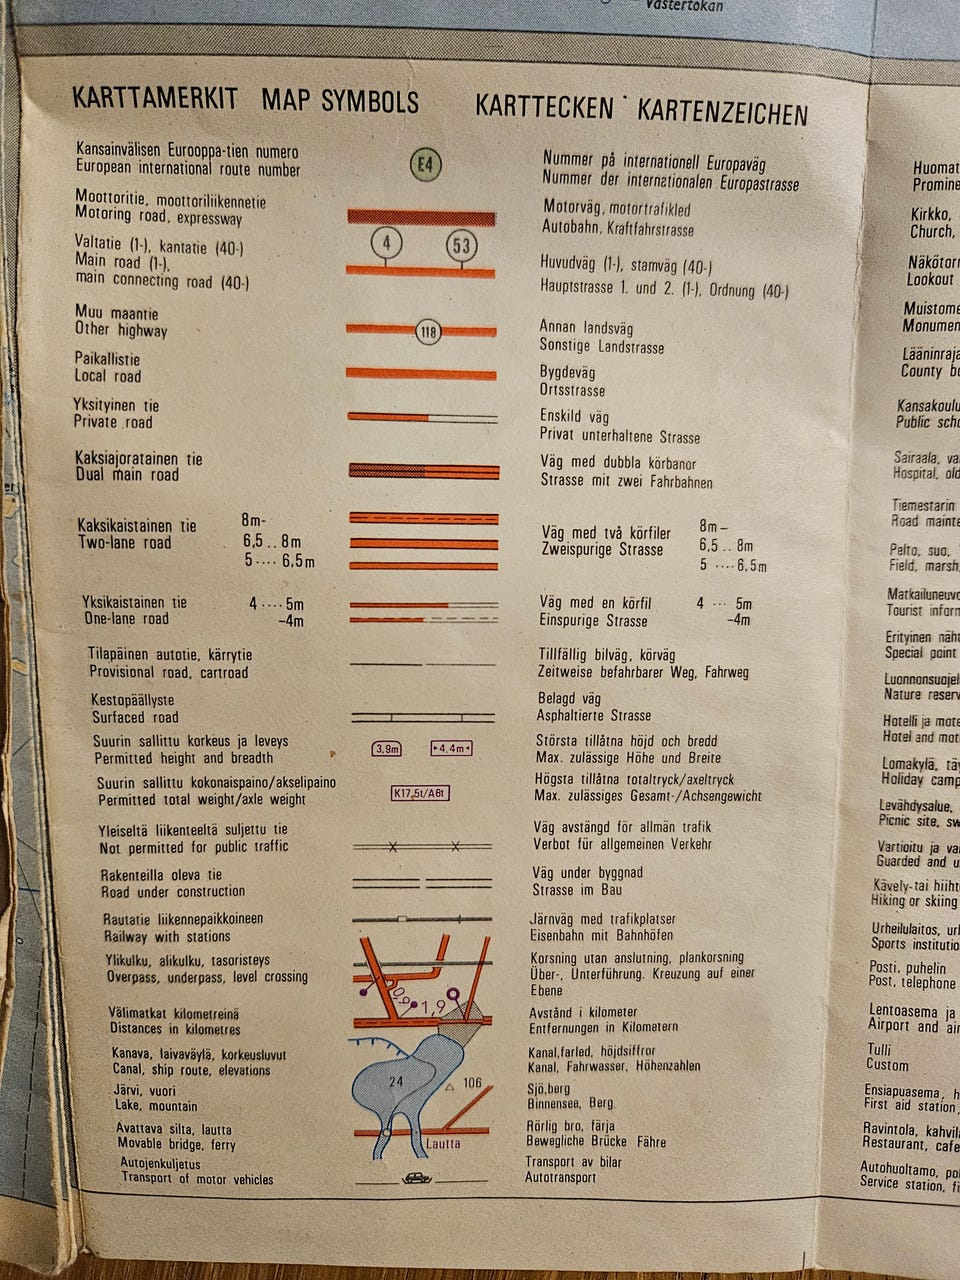 Västertokan
KARTTAMERKIT MAP SYMBOLS KARTTECKEN KARTENZEICHEN
Kansainvälisen Eurooppa-tien numero
European international route number
E4
Nummer på internationell Europaväg
Nummer der internationalen Europastrasse
Moottoritie, moottoriliikennetie
Motoring road, expressway
Motorväg, motortrafikled
Autobahn, Kraftfahrstrasse
Valtatie (1-), kantatie (40-)
Main road (1-),
main connecting road (40-)
4 53
Huvudväg (1-), stamväg (40-)
Hauptstrasse 1. und 2. (1-), Ordnung (40-)
Muu maantie
Other highway
118
Annan landsväg
Sonstige Landstrasse
Paikallistie
Local road
Bygdeväg
Ortsstrasse
Yksityinen tie
Private road
Enskild väg
Privat unterhaltene Strasse
Kaksiajoratainen tie
Dual main road
Väg med dubbla körbanor
Strasse mit zwei Fahrbahnen
Kaksikaistainen tie
Two-lane road
8m-
6,5 .. 8m
5 .... 6,5m
Väg med två körfiler
Zweispurige Strasse
8m –
6,5 .. 8m
5 .... 6,5m
Yksikaistainen tie
One-lane road
4 .... 5m
-4m
Väg med en körfil
Einspurige Strasse
4 ... 5m
-4m
Tilapäinen autotie, kärrytie
Provisional road, cartroad
Tillfällig bilväg, körväg
Zeitweise befahrbarer Weg, Fahrweg
Kestopäällyste
Surfaced road
Belagd väg
Asphaltierte Strasse
Suurin sallittu korkeus ja leveys
Permitted height and breadth
3,9m 4,4m
Största tillåtna höjd och bredd
Max. zulässige Höhe und Breite
Suurin sallittu kokonaispaino/akselipaino
Permitted total weight/axle weight
K17,5t/A8t
Högsta tillåtna totaltryck/axeltryck
Max. zulässiges Gesamt-/Achsengewicht
Yleiseltä liikenteeltä suljettu tie
Not permitted for public traffic
Väg avstängd för allmän trafik
Verbot für allgemeinen Verkehr
Rakenteilla oleva tie
Road under construction
Väg under byggnad
Strasse im Bau
Rautatie liikennepaikkoineen
Railway with stations
Järnväg med trafikplatser
Eisenbahn mit Bahnhöfen
Ylikulku, alikulku, tasoristeys
Overpass, underpass, level crossing
Korsning utan anslutning, plankorsning
Über-, Unterführung. Kreuzung auf einer
Ebene
0,9
1,9
Välimatkat kilometreinä
Distances in kilometres
Avstånd i kilometer
Entfernungen in Kilometern
Kanava, laivaväylä, korkeusluvut
Canal, ship route, elevations
Kanal,farled, höjdsiffror
Kanal, Fahrwasser, Höhenzahlen
Järvi, vuori
Lake, mountain
24
106
Sjö,berg
Binnensee, Berg.
Avattava silta, lautta
Movable bridge, ferry
Lautta
Rörlig bro, färja
Bewegliche Brücke Fähre
Autojenkuljetus
Transport of motor vehicles
Transport av bilar
Autotransport
Huomat
Promine
Kirkko,
Church,
Näkötorn
Lookout
Muistome
Monumen
Lääninraja
County bo
Kansakoulu
Public scho
Sairaala, va
Hospital, old
Tiemestarin
Road mainte
Pelto, suo,
Field, marsh,
Matkailuneuvo
Tourist inform
Erityinen näht
Special point
Luonnonsuojel
Nature reserv
Hotelli ja mote
Hotel and mot
Lomakylä, täy
Holiday camp
Levähdysalue,
Picnic site, sw
Vartioitu ja va
Guarded and u
Kävely-tai hiiht
Hiking or skiing
Urheilulaitos, url
Sports institutio
Posti, puhelin
Post, telephone
Lentoasema ja
Airport and air
Tulli
Custom
Ensiapuasema, h
First aid station,
Ravintola, kahvila
Restaurant, cafe
Autohuoltamo, po
Service station, fi